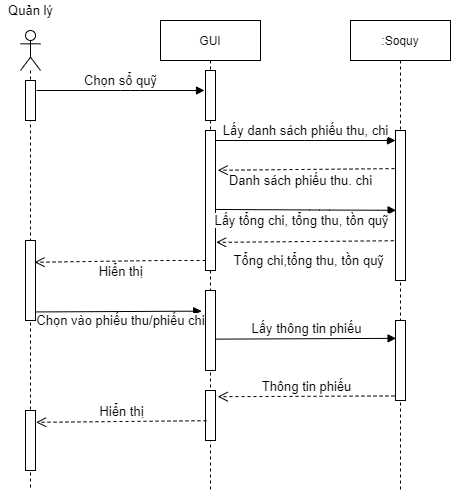 Quản lý
GUI
:Soquy
Chọn sổ quỹ
Lấy danh sách phiếu thu, chi
Danh sách phiếu thu. chi
Lấy tổng chi, tổng thu, tồn quỹ
Tổng chi,tổng thu, tồn quỹ
Hiển thị
Chọn vào phiếu thu/phiếu chi
Lấy thông tin phiếu
Thông tin phiếu
Hiển thị